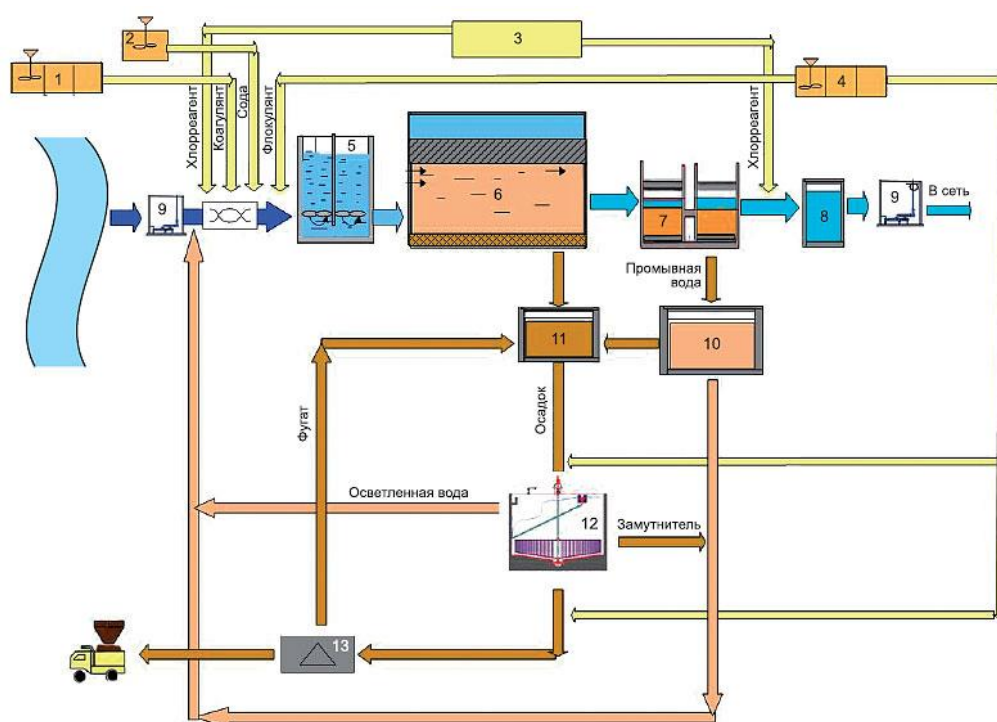 2
3
1
4
Хлорреагент
Коагулянт
Сода
Флокулянт
Хлорреагент
5
6
7
8
9
9
В сеть
Промывная
вода
11
10
Фугат
Осадок
Осветленная вода
12
Замутнитель
13